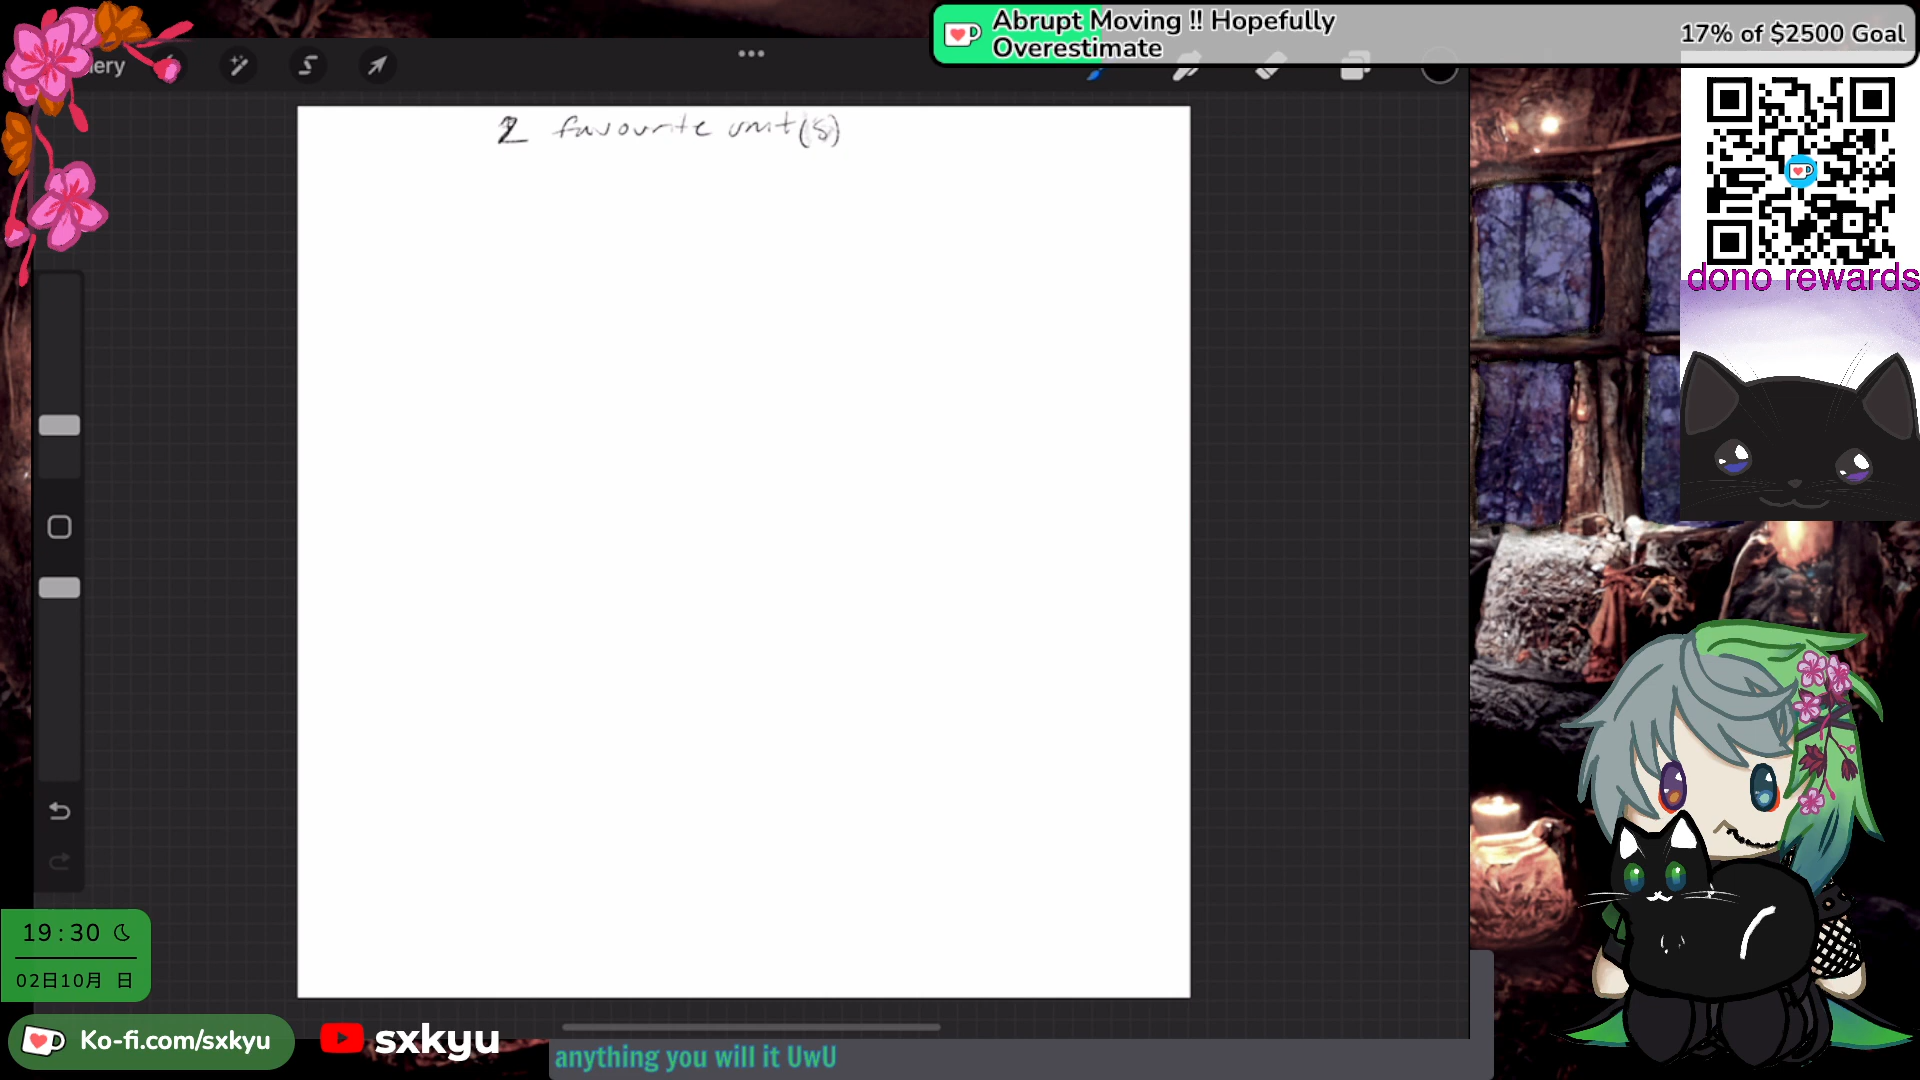 Abrupt Moving !! Hopefully
Overestimate
17% of $2500 Goal
ery
2 favourite unit(s)
dono rewards
19:30
02日10月 日
Ko-fi.com/sxkyu
sxkyu
anything you will it UwU